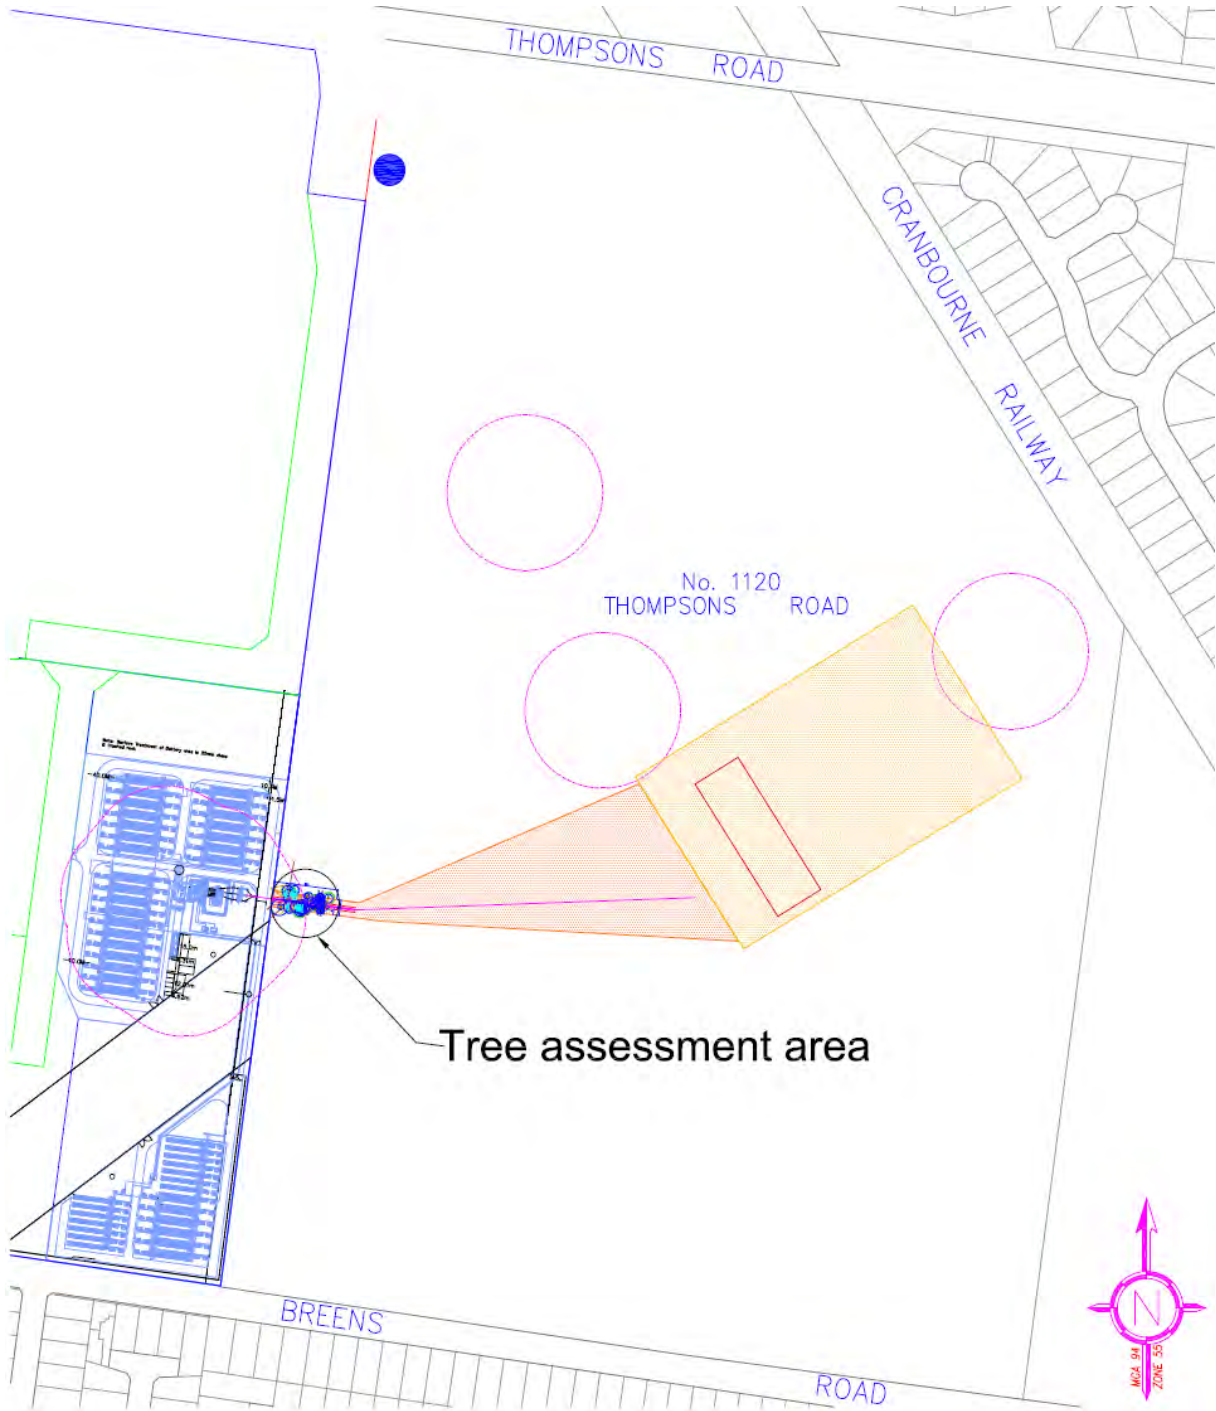 THOMPSONS ROAD
CRANBOURNE RAILWAY
No. 1120
THOMPSONS ROAD
Tree assessment area
BREENS ROAD
N
MGA 94
ZONE 55